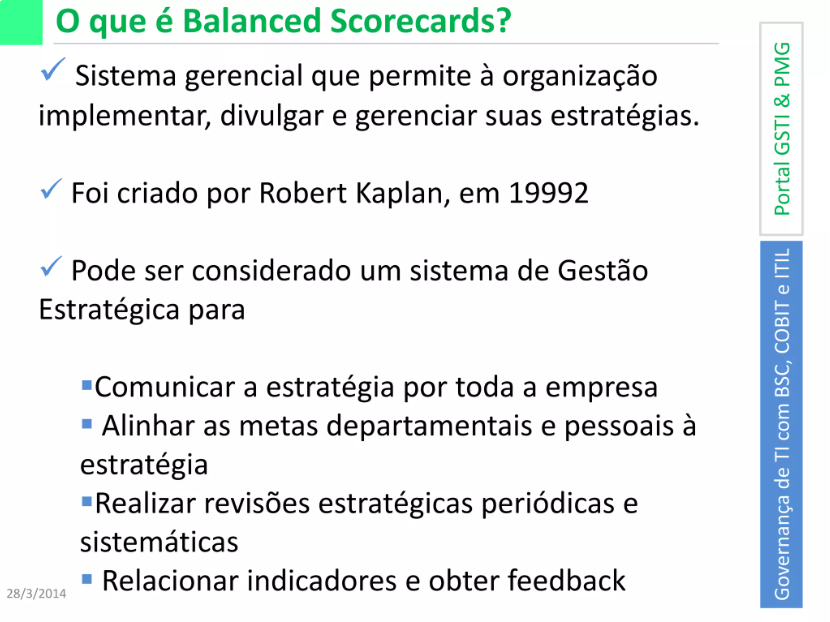 O que é Balanced Scorecards?
✓ Sistema gerencial que permite à organização
implementar, divulgar e gerenciar suas estratégias.
✓ Foi criado por Robert Kaplan, em 19992
✓ Pode ser considerado um sistema de Gestão
Estratégica para
▪Comunicar a estratégia por toda a empresa
▪ Alinhar as metas departamentais e pessoais à
estratégia
▪Realizar revisões estratégicas periódicas e
sistemáticas
▪ Relacionar indicadores e obter feedback
28/3/2014
Portal GSTI & PMG
Governança de TI com BSC, COBIT e ITIL